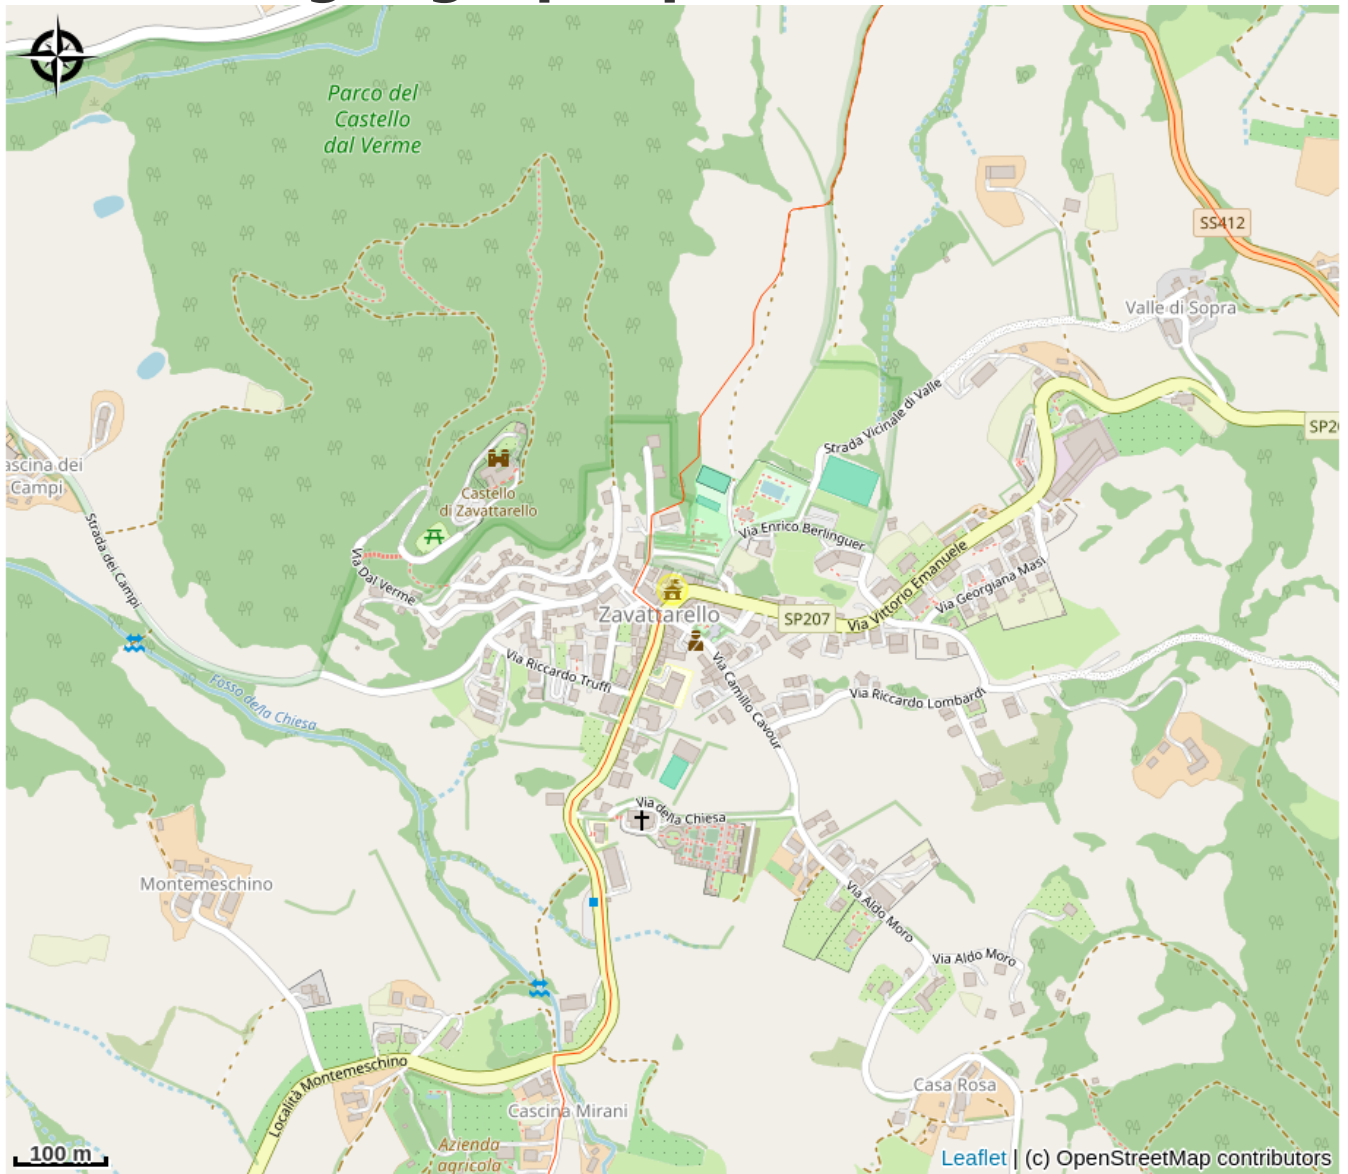 Parco del
Castello
dal Verme
SS412
Valle di Sopra
SP20
Strada Vicinale di Valle
ascina dei
Campi
Castello
di Zavattarello
Strada dei Campi
Via Enrico Berlinguer
Via Dal Verme
Via Vittorio Emanuele
Via Georgiana Masi
Zavattarello
SP207
Via Riccardo Truffi
Via Camillo Cavour
Via Riccardo Lombardi
Fosso della Chiesa
Via della Chiesa
Montemeschino
Via Aldo Moro
Via Aldo Moro
Località Montemeschino
Casa Rosa
Cascina Mirani
Azienda
agricola
100 m
Leaflet | (c) OpenStreetMap contributors